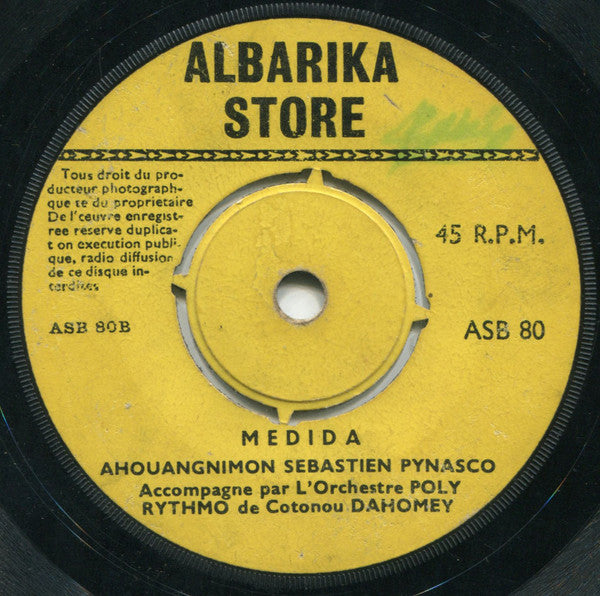 ALBARIKA
STORE
Tous droit du pro-
ducteur photograph-
que te du proprietaire
De l'œuvre enregist-
ree reserve duplica-
t on execution publi-
que, radio diffusion
de ce disque in-
terdites
45 R.P.M.
ASB 80B
ASB 80
MEDIDA
AHOUANGNIMON SEBASTIEN PYNASCO
Accompagne par L'Orchestre POLY
RYTHMO de Cotonou DAHOMEY